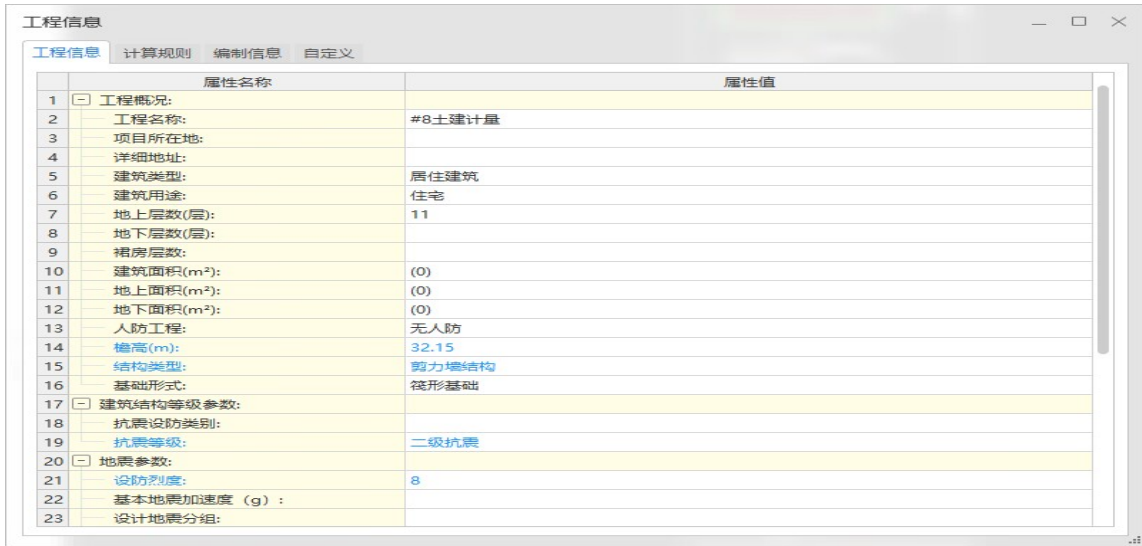 工程信息
工程信息 计算规则 编制信息 自定义
属性名称 属性值
1 工程概况:
2 工程名称: #8土建计量
3 项目所在地:
4 详细地址:
5 建筑类型: 居住建筑
6 建筑用途: 住宅
7 地上层数(层): 11
8 地下层数(层):
9 裙房层数:
10 建筑面积(m²): (0)
11 地上面积(m²): (0)
12 地下面积(m²): (0)
13 人防工程: 无人防
14 檐高(m): 32.15
15 结构类型: 剪力墙结构
16 基础形式: 筏形基础
17 建筑结构等级参数:
18 抗震设防类别:
19 抗震等级: 二级抗震
20 地震参数:
21 设防烈度: 8
22 基本地震加速度 (g) :
23 设计地震分组: